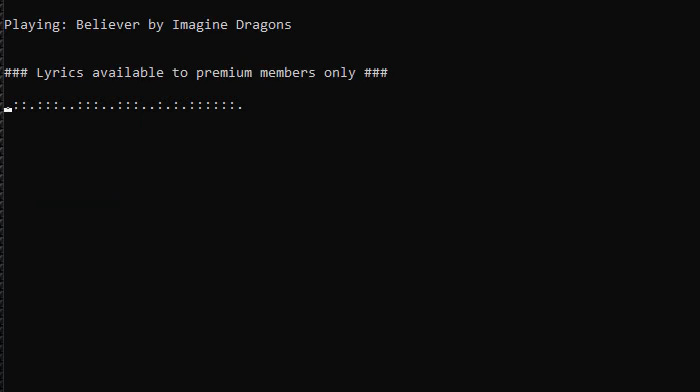 Playing: Believer by Imagine Dragons
### Lyrics available to premium members only ###
.::.:::..:::..:::..:.:.::::::.